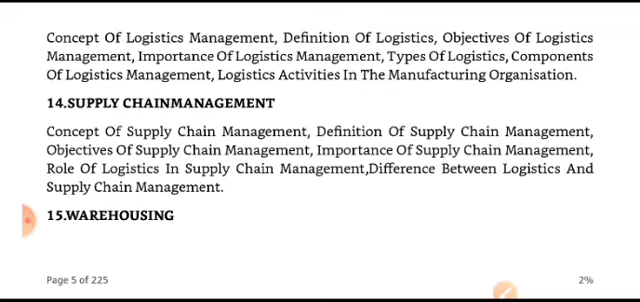 Concept Of Logistics Management, Definition Of Logistics, Objectives Of Logistics
Management, Importance Of Logistics Management, Types Of Logistics, Components
Of Logistics Management, Logistics Activities In The Manufacturing Organisation.
14.SUPPLY CHAINMANAGEMENT
Concept Of Supply Chain Management, Definition Of Supply Chain Management,
Objectives Of Supply Chain Management, Importance Of Supply Chain Management,
Role Of Logistics In Supply Chain Management,Difference Between Logistics And
Supply Chain Management.
15.WAREHOUSING
Page 5 of 225
2%